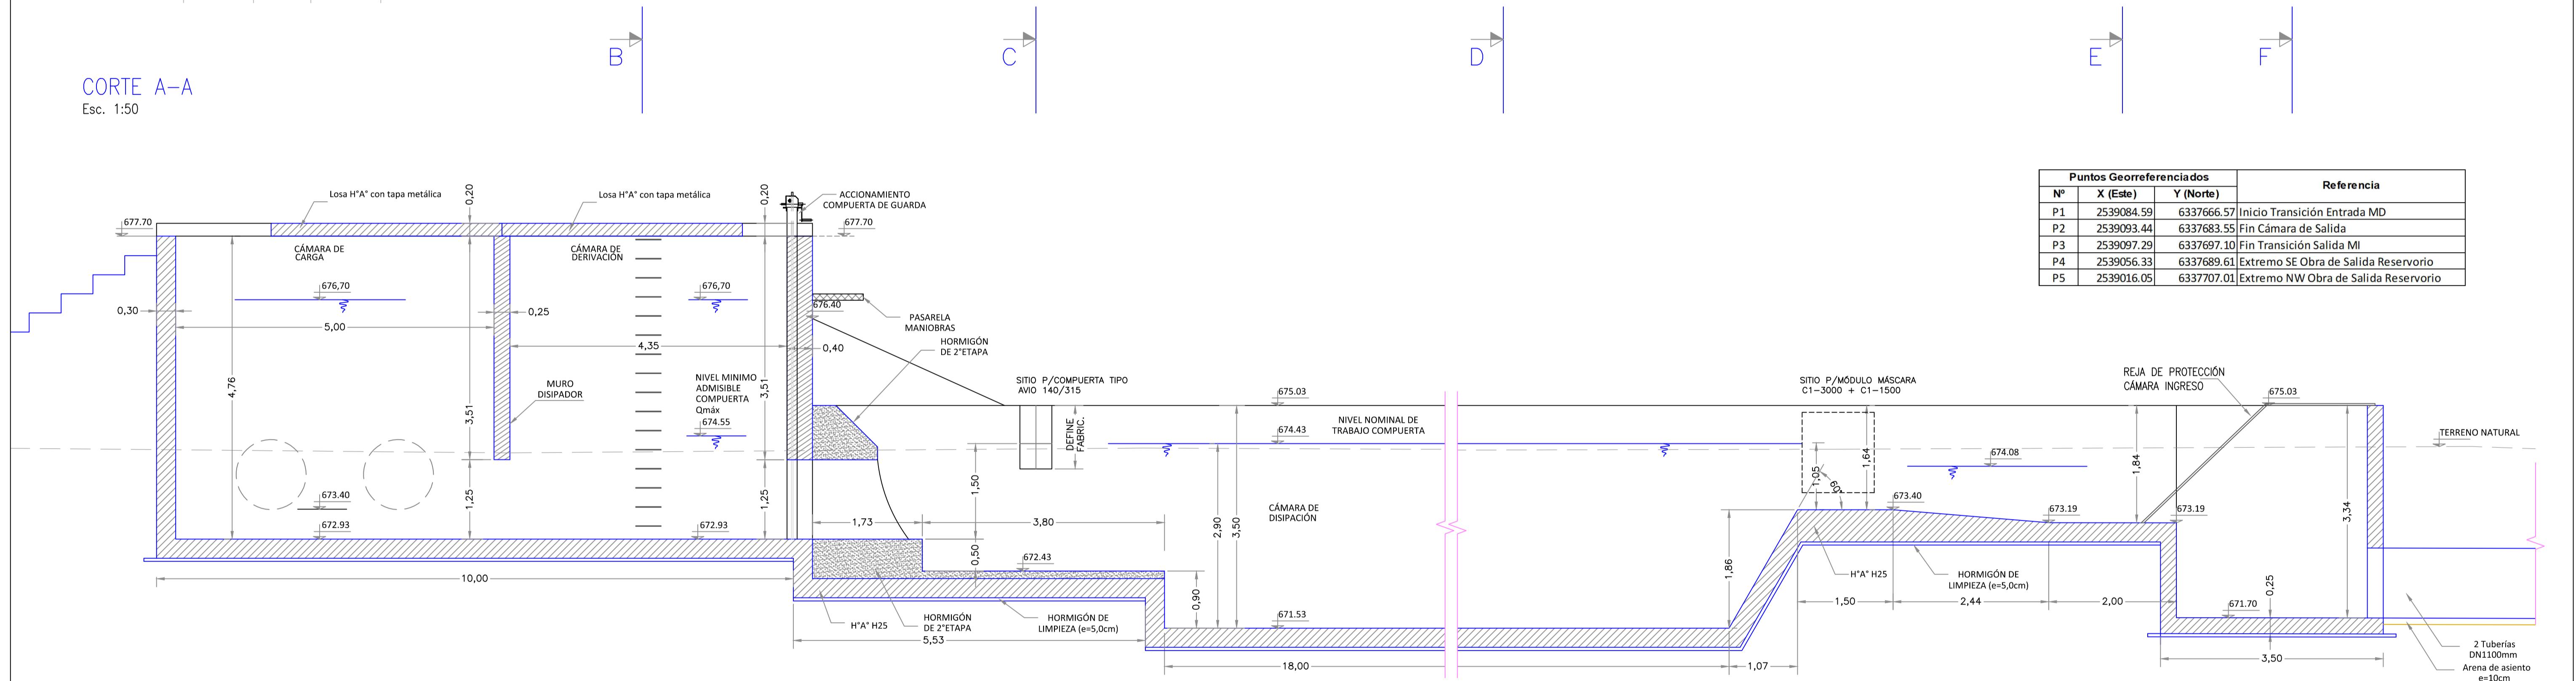 B
C
D
E
F
CORTE A-A
Esc. 1:50
Puntos Georreferenciados
Referencia
Nº X (Este) Y (Norte)
P1 2539084.59 6337666.57 Inicio Transición Entrada MD
P2 2539093.44 6337683.55 Fin Cámara de Salida
P3 2539097.29 6337697.10 Fin Transición Salida MI
P4 2539056.33 6337689.61 Extremo SE Obra de Salida Reservorio
P5 2539016.05 6337707.01 Extremo NW Obra de Salida Reservorio
Losa H°A° con tapa metálica
0,20
Losa H°A° con tapa metálica
0,20
ACCIONAMIENTO
COMPUERTA DE GUARDA
677.70
677.70
CÁMARA DE
CARGA
CÁMARA DE
DERIVACIÓN
676,70
676,70
676.40
0,30
5,00
0,25
4,35
0,40
PASARELA
MANIOBRAS
HORMIGÓN
DE 2°ETAPA
4,76
3,51
MURO
DISIPADOR
NIVEL MINIMO
ADMISIBLE
COMPUERTA
Qmáx
674.55
3,51
SITIO P/COMPUERTA TIPO
AVIO 140/315
DEFINE
FABRIC.
675.03
674.43
NIVEL NOMINAL DE
TRABAJO COMPUERTA
SITIO P/MÓDULO MÁSCARA
C1-3000 + C1-1500
REJA DE PROTECCIÓN
CÁMARA INGRESO
675.03
TERRENO NATURAL
1,64
1,05
60°
674.08
1,84
673.40
1,25
1,25
1,50
673.40
673.19
673.19
672.93
672.93
1,73
3,80
2,90
3,50
CÁMARA DE
DISIPACIÓN
3,34
0,50
672.43
10,00
0,90
1,86
H°A° H25
HORMIGÓN DE
LIMPIEZA (e=5,0cm)
1,50
2,44
2,00
0,25
671.53
671.70
H°A° H25
HORMIGÓN
DE 2°ETAPA
HORMIGÓN DE
LIMPIEZA (e=5,0cm)
5,53
18,00
1,07
3,50
2 Tuberías
DN1100mm
Arena de asiento
e=10cm